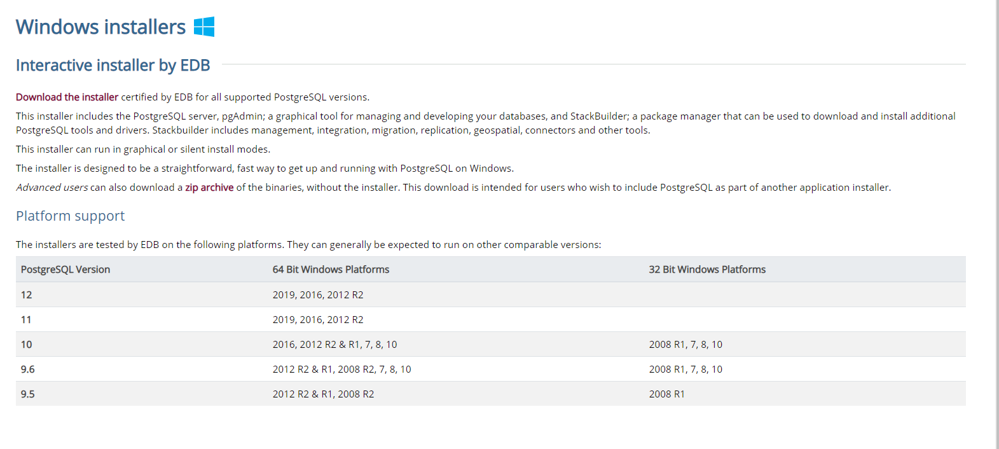 Windows installers
Interactive installer by EDB
Download the installer certified by EDB for all supported PostgreSQL versions.
This installer includes the PostgreSQL server, pgAdmin; a graphical tool for managing and developing your databases, and StackBuilder; a package manager that can be used to download and install additional
PostgreSQL tools and drivers. Stackbuilder includes management, integration, migration, replication, geospatial, connectors and other tools.
This installer can run in graphical or silent install modes.
The installer is designed to be a straightforward, fast way to get up and running with PostgreSQL on Windows.
Advanced users can also download a zip archive of the binaries, without the installer. This download is intended for users who wish to include PostgreSQL as part of another application installer.
Platform support
The installers are tested by EDB on the following platforms. They can generally be expected to run on other comparable versions:
PostgreSQL Version 64 Bit Windows Platforms 32 Bit Windows Platforms
12 2019, 2016, 2012 R2
11 2019, 2016, 2012 R2
10 2016, 2012 R2 & R1, 7, 8, 10 2008 R1, 7, 8, 10
9.6 2012 R2 & R1, 2008 R2, 7, 8, 10 2008 R1, 7, 8, 10
9.5 2012 R2 & R1, 2008 R2 2008 R1